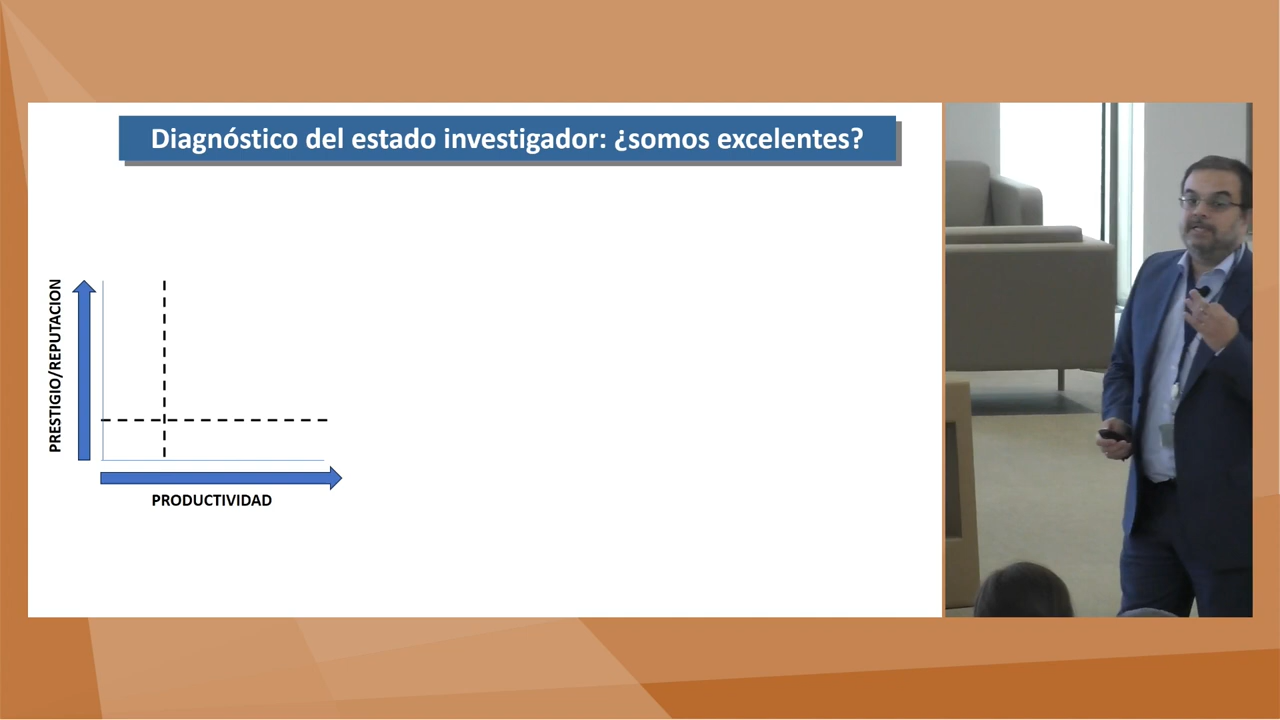 Diagnóstico del estado investigador: ¿somos excelentes?
PRESTIGIO/REPUTACION
PRODUCTIVIDAD